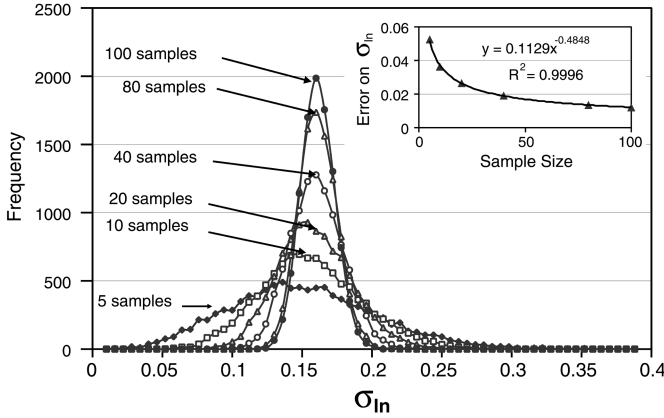 2500
2000
1500
1000
500
0
Frequency
100 samples
80 samples
40 samples
20 samples
10 samples
5 samples
0
0.05
0.1
0.15
0.2
0.25
0.3
0.35
0.4
σln
0.06
0.04
0.02
0
Error on σln
y = 0.1129x^-0.4848
R² = 0.9996
0
50
100
Sample Size